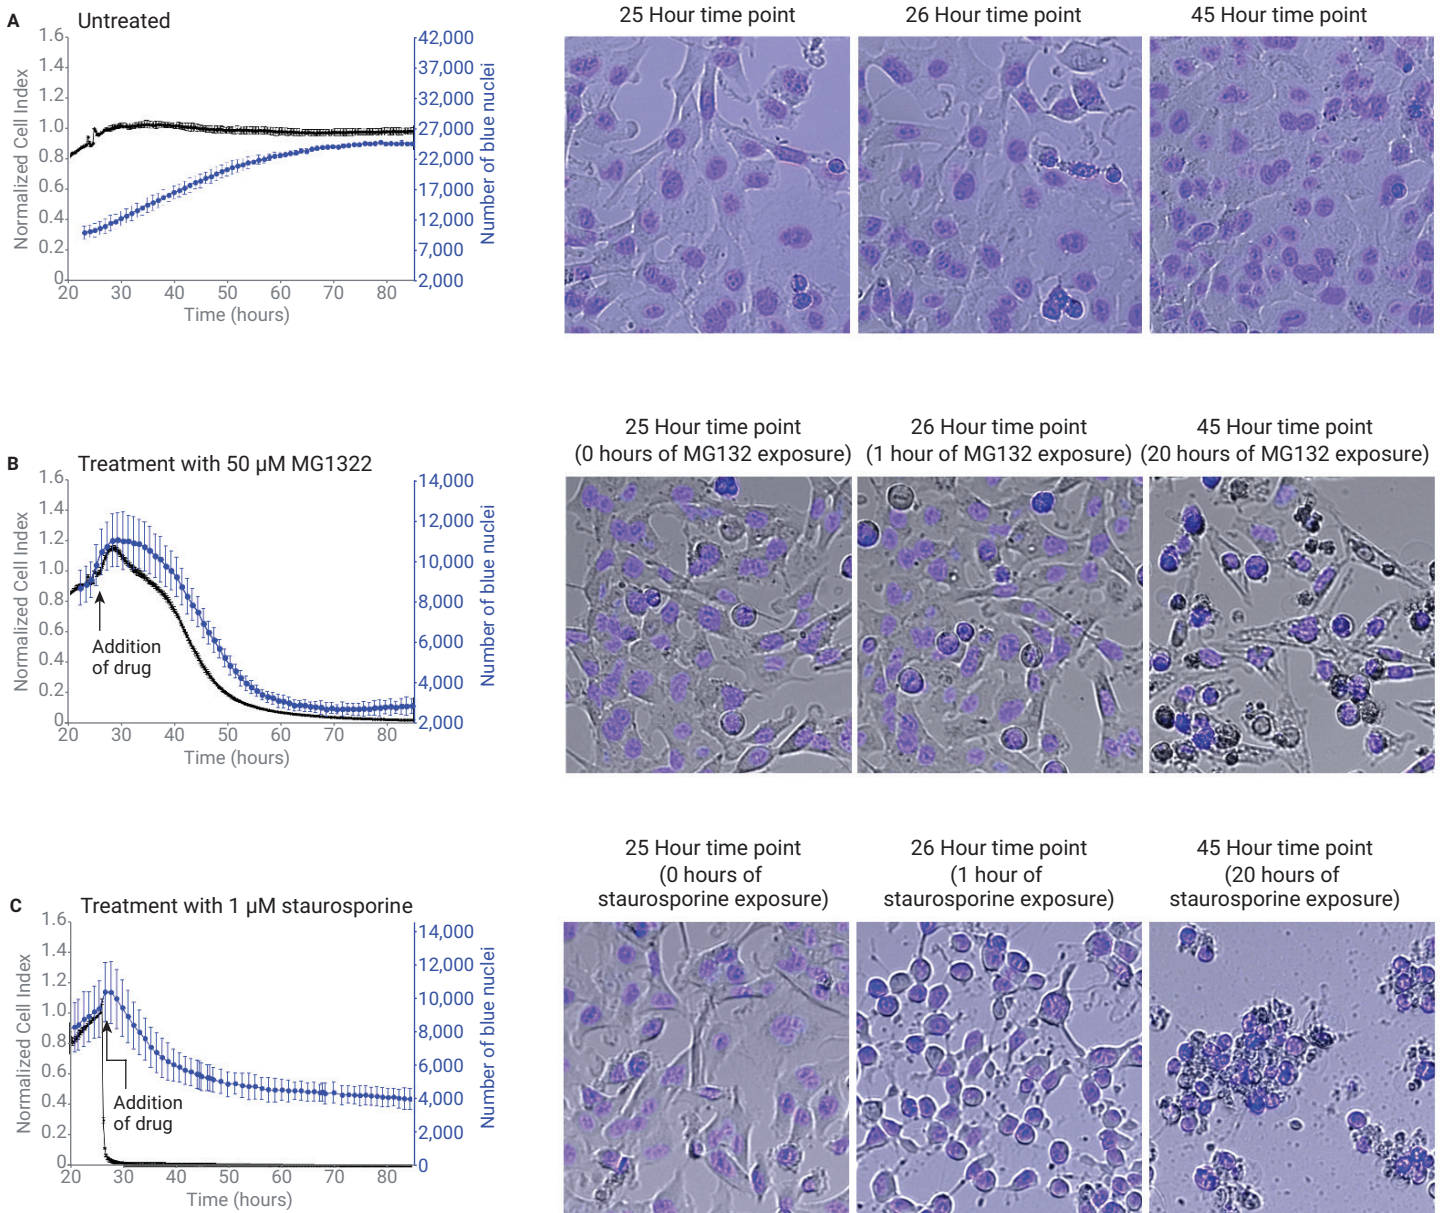 A
Untreated
25 Hour time point
26 Hour time point
45 Hour time point
Normalized Cell Index
1.6
1.4
1.2
1.0
0.8
0.6
0.4
0.2
0
42,000
37,000
32,000
27,000
22,000
17,000
12,000
7,000
2,000
Number of blue nuclei
20 30 40 50 60 70 80
Time (hours)
B
Treatment with 50 µM MG1322
25 Hour time point
(0 hours of MG132 exposure)
26 Hour time point
(1 hour of MG132 exposure)
45 Hour time point
(20 hours of MG132 exposure)
Normalized Cell Index
1.6
1.4
1.2
1.0
0.8
0.6
0.4
0.2
0
14,000
12,000
10,000
8,000
6,000
4,000
2,000
Number of blue nuclei
Addition
of drug
20 30 40 50 60 70 80
Time (hours)
C
Treatment with 1 µM staurosporine
25 Hour time point
(0 hours of
staurosporine exposure)
26 Hour time point
(1 hour of
staurosporine exposure)
45 Hour time point
(20 hours of
staurosporine exposure)
Normalized Cell Index
1.6
1.4
1.2
1.0
0.8
0.6
0.4
0.2
0
14,000
12,000
10,000
8,000
6,000
4,000
2,000
0
Number of blue nuclei
Addition
of drug
20 30 40 50 60 70 80
Time (hours)